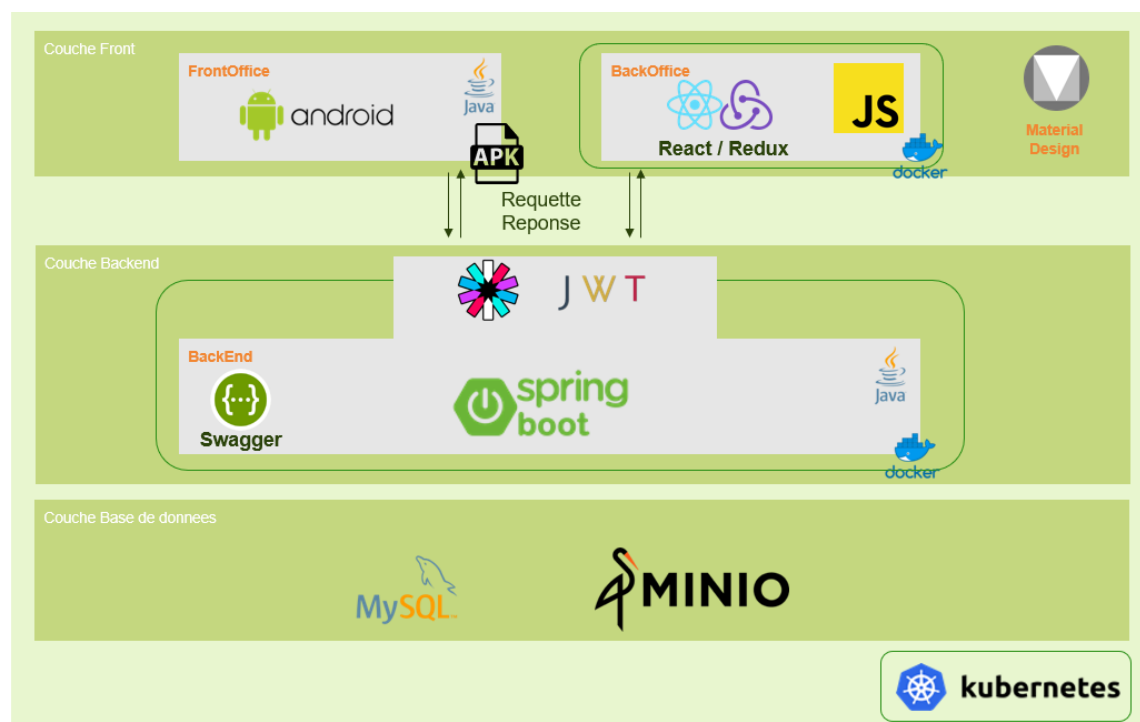 Couche Front
FrontOffice
android
Java
APK
BackOffice
React / Redux
JS
docker
Material
Design
Requette
Reponse
Couche Backend
JWT
BackEnd
Swagger
spring
boot
Java
docker
Couche Base de donnees
MySQL™
MINIO
kubernetes